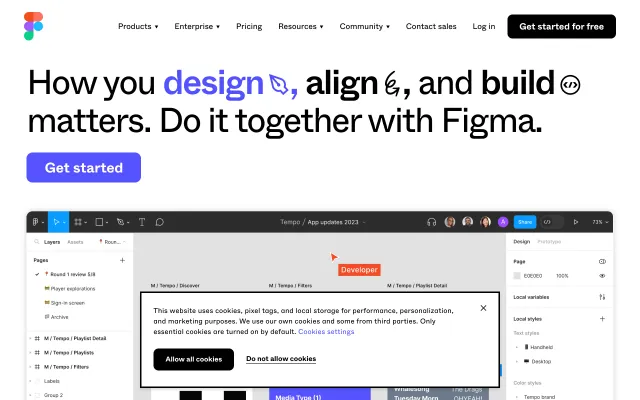 Products Enterprise Pricing Resources Community Contact sales Log in Get started for free
How you design, align, and build
matters. Do it together with Figma.
Get started
Tempo / App updates 2023
A
Share
73%
Layers Assets Roun...
Pages
Round 1 review 5/8
Player explorations
Sign-in screen
Archive
M / Tempo / Playlist Detail
M / Tempo / Playlists
M / Tempo / Filters
Labels
Group 2
Developer
M / Tempo / Discover
M / Tempo / Filters
M / Tempo / Playlist Detail
This website uses cookies, pixel tags, and local storage for performance, personalization,
and marketing purposes. We use our own cookies and some from third parties. Only
essential cookies are turned on by default. Cookies settings
Allow all cookies Do not allow cookies
Media Type (1)
Whalesong The Drags
Tuesday Morn OHYEAH!
Design Prototype
Page
E0E0E0 100%
Local variables
Local styles
Text styles
Handheld
Desktop
Color styles
Tempo brand